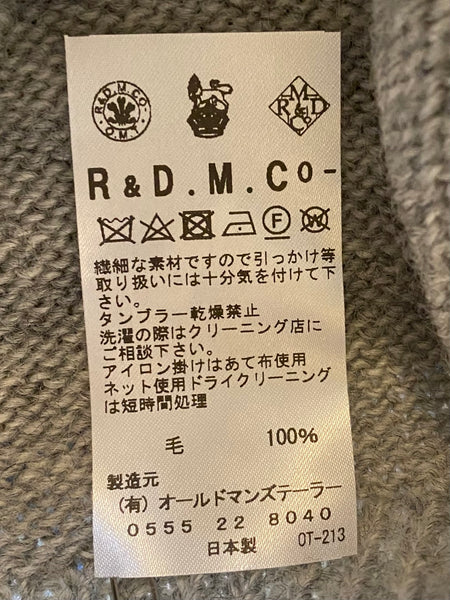 R&D.M.CO-
O.M.T
M
R&D
C
R & D . M . Co -
F
W
繊細な素材ですので引っかけ等
取り扱いには十分気を付けて下
さい。
タンブラー乾燥禁止
洗濯の際はクリーニング店に
ご相談下さい。
アイロン掛けはあて布使用
ネット使用ドライクリーニング
は短時間処理
毛 100%
製造元
(有) オールドマンズテーラー
0555 22 8040
日本製 OT-213